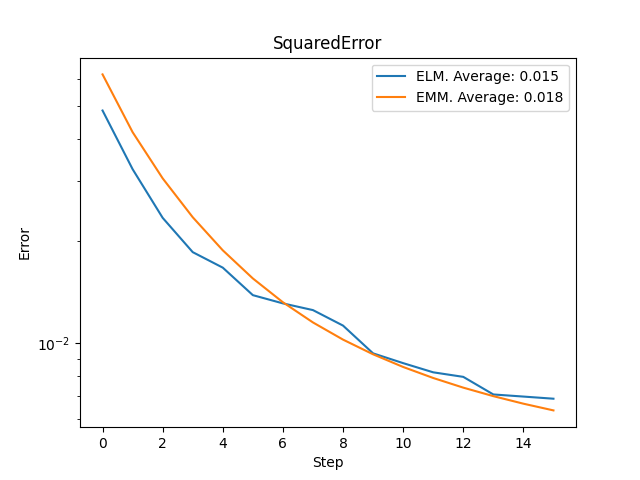 SquaredError
ELM. Average: 0.015
EMM. Average: 0.018
Error
10⁻²
0 2 4 6 8 10 12 14
Step